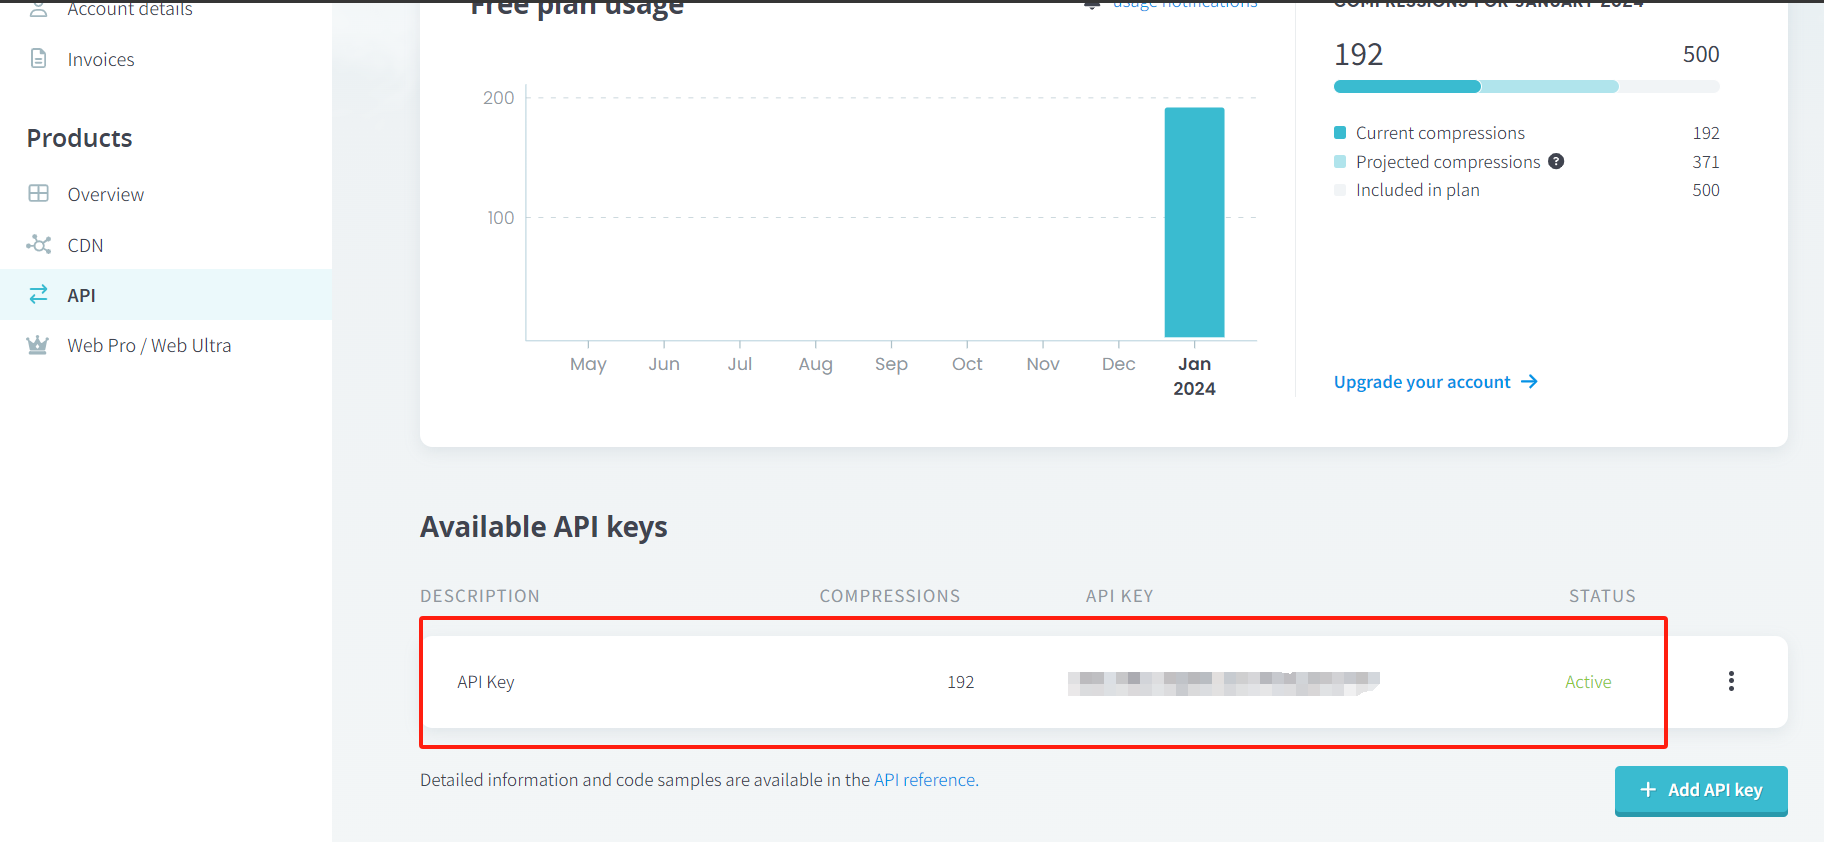 Account details
Invoices
Products
Overview
CDN
API
Web Pro / Web Ultra
Free plan usage
usage notifications
200
100
May Jun Jul Aug Sep Oct Nov Dec Jan
2024
COMPRESSIONS FOR JANUARY 2024
192 500
Current compressions 192
Projected compressions ? 371
Included in plan 500
Upgrade your account →
Available API keys
DESCRIPTION COMPRESSIONS API KEY STATUS
API Key 192 Active
Detailed information and code samples are available in the API reference.
+ Add API key